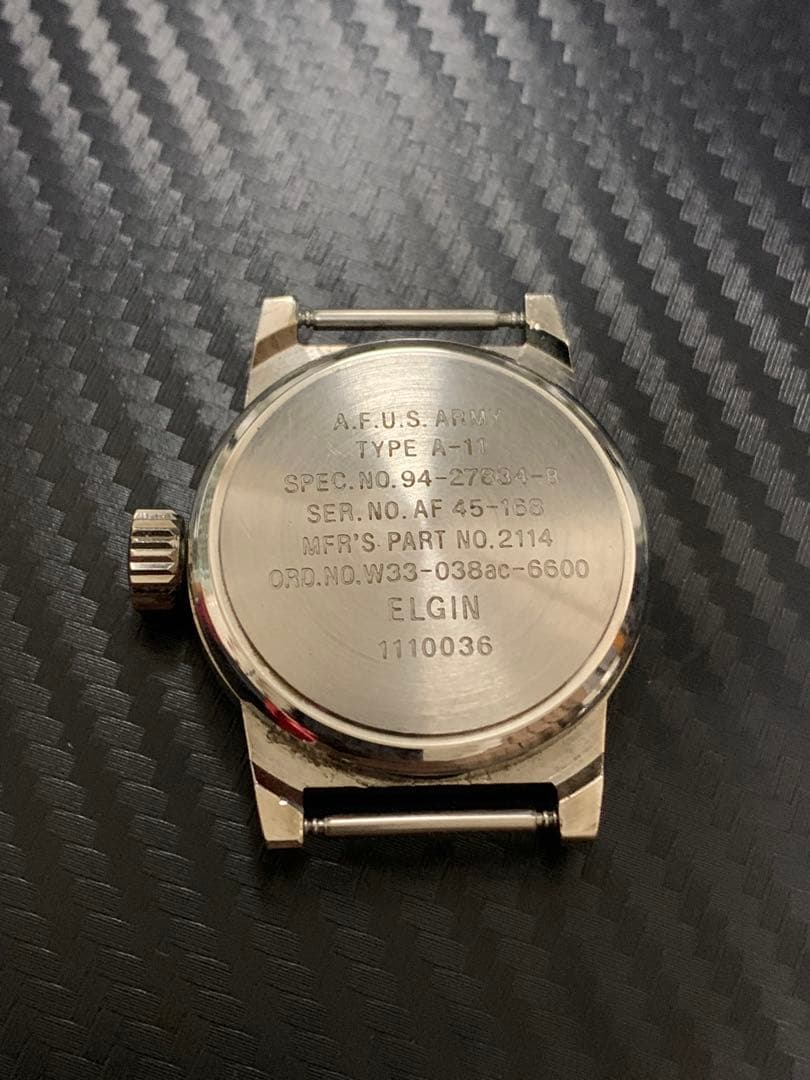 A.F.U.S. ARMY
TYPE A-11
SPEC.NO.94-27834-B
SER.NO.AF 45-168
MFR'S.PART NO.2114
ORD.NO.W33-038ac-6600
ELGIN
1110036